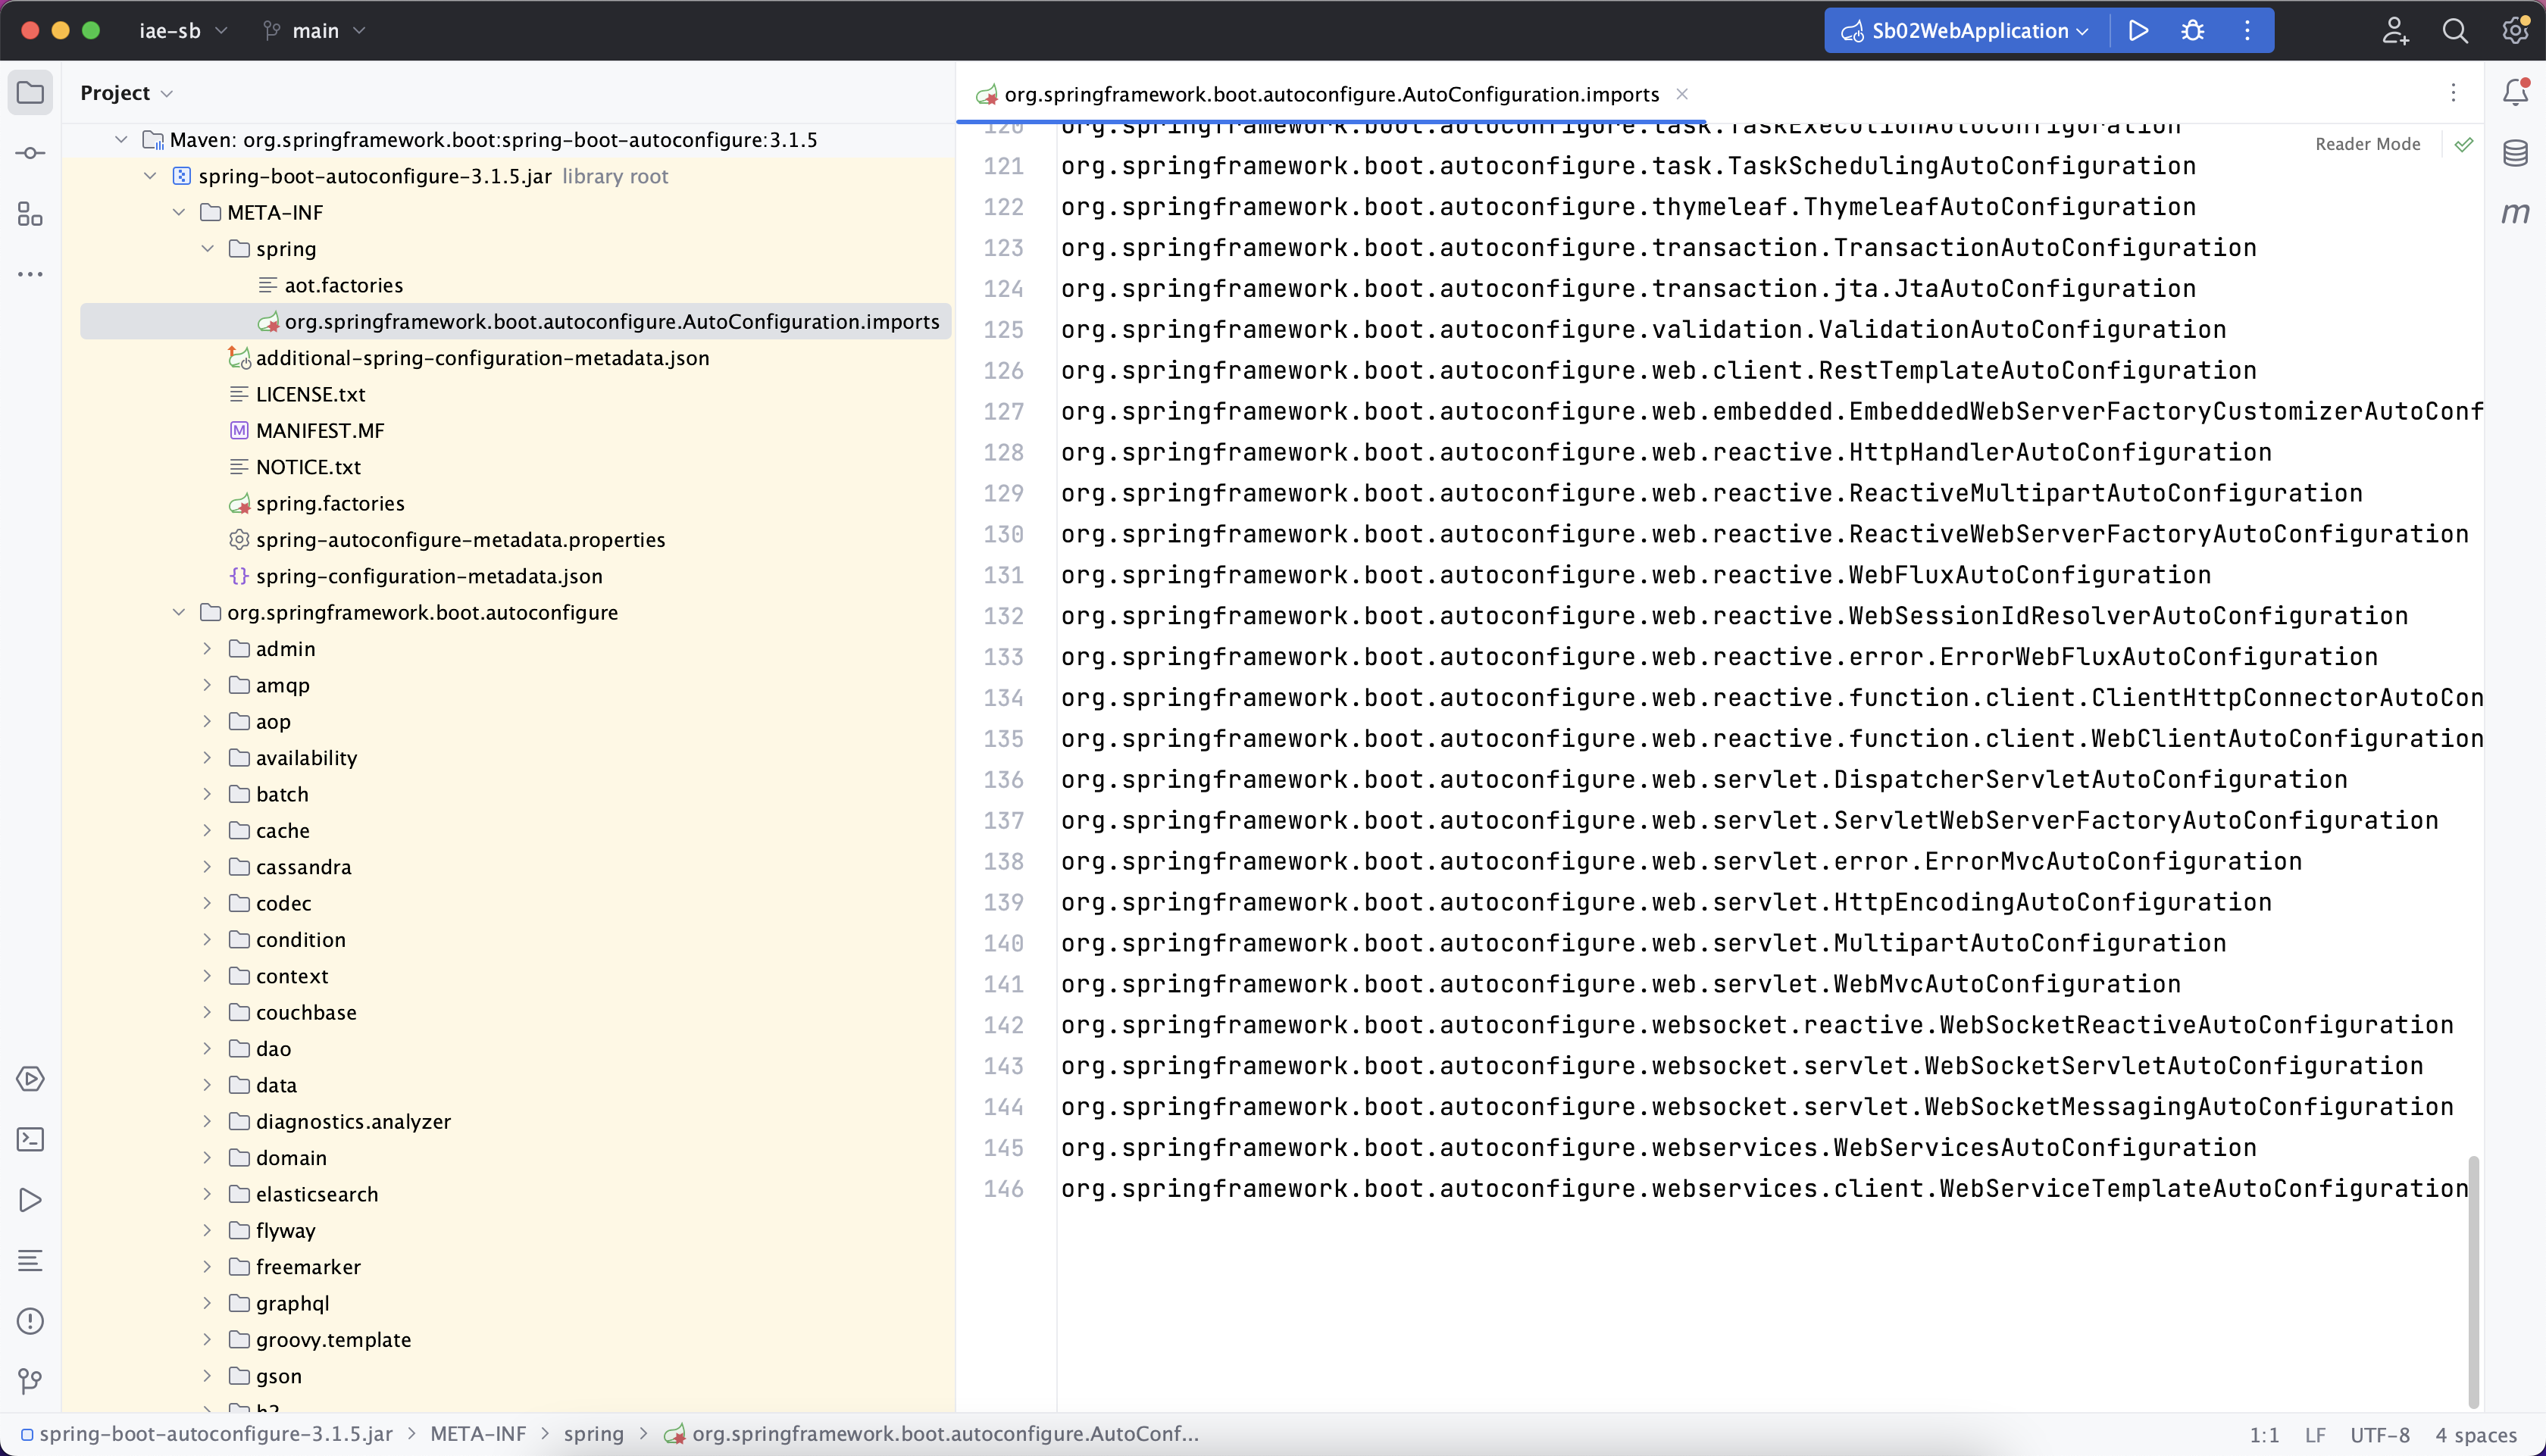 iae-sb
main
Sb02WebApplication
Project
org.springframework.boot.autoconfigure.AutoConfiguration.imports
Reader Mode
Maven: org.springframework.boot:spring-boot-autoconfigure:3.1.5
spring-boot-autoconfigure-3.1.5.jar library root
META-INF
spring
aot.factories
org.springframework.boot.autoconfigure.AutoConfiguration.imports
additional-spring-configuration-metadata.json
LICENSE.txt
M MANIFEST.MF
NOTICE.txt
spring.factories
spring-autoconfigure-metadata.properties
{} spring-configuration-metadata.json
org.springframework.boot.autoconfigure
admin
amqp
aop
availability
batch
cache
cassandra
codec
condition
context
couchbase
dao
data
diagnostics.analyzer
domain
elasticsearch
flyway
freemarker
graphql
groovy.template
gson
h2
120 org.springframework.boot.autoconfigure.task.TaskExecutionAutoConfiguration
121 org.springframework.boot.autoconfigure.task.TaskSchedulingAutoConfiguration
122 org.springframework.boot.autoconfigure.thymeleaf.ThymeleafAutoConfiguration
123 org.springframework.boot.autoconfigure.transaction.TransactionAutoConfiguration
124 org.springframework.boot.autoconfigure.transaction.jta.JtaAutoConfiguration
125 org.springframework.boot.autoconfigure.validation.ValidationAutoConfiguration
126 org.springframework.boot.autoconfigure.web.client.RestTemplateAutoConfiguration
127 org.springframework.boot.autoconfigure.web.embedded.EmbeddedWebServerFactoryCustomizerAutoConf
128 org.springframework.boot.autoconfigure.web.reactive.HttpHandlerAutoConfiguration
129 org.springframework.boot.autoconfigure.web.reactive.ReactiveMultipartAutoConfiguration
130 org.springframework.boot.autoconfigure.web.reactive.ReactiveWebServerFactoryAutoConfiguration
131 org.springframework.boot.autoconfigure.web.reactive.WebFluxAutoConfiguration
132 org.springframework.boot.autoconfigure.web.reactive.WebSessionIdResolverAutoConfiguration
133 org.springframework.boot.autoconfigure.web.reactive.error.ErrorWebFluxAutoConfiguration
134 org.springframework.boot.autoconfigure.web.reactive.function.client.ClientHttpConnectorAutoCon
135 org.springframework.boot.autoconfigure.web.reactive.function.client.WebClientAutoConfiguration
136 org.springframework.boot.autoconfigure.web.servlet.DispatcherServletAutoConfiguration
137 org.springframework.boot.autoconfigure.web.servlet.ServletWebServerFactoryAutoConfiguration
138 org.springframework.boot.autoconfigure.web.servlet.error.ErrorMvcAutoConfiguration
139 org.springframework.boot.autoconfigure.web.servlet.HttpEncodingAutoConfiguration
140 org.springframework.boot.autoconfigure.web.servlet.MultipartAutoConfiguration
141 org.springframework.boot.autoconfigure.web.servlet.WebMvcAutoConfiguration
142 org.springframework.boot.autoconfigure.websocket.reactive.WebSocketReactiveAutoConfiguration
143 org.springframework.boot.autoconfigure.websocket.servlet.WebSocketServletAutoConfiguration
144 org.springframework.boot.autoconfigure.websocket.servlet.WebSocketMessagingAutoConfiguration
145 org.springframework.boot.autoconfigure.webservices.WebServicesAutoConfiguration
146 org.springframework.boot.autoconfigure.webservices.client.WebServiceTemplateAutoConfiguration
m
spring-boot-autoconfigure-3.1.5.jar > META-INF > spring > org.springframework.boot.autoconfigure.AutoConf...
1:1 LF UTF-8 4 spaces